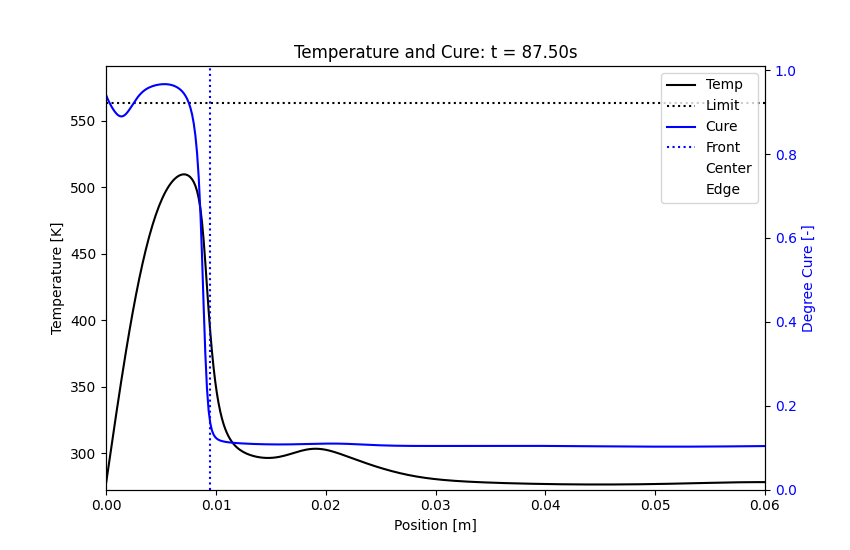 Temperature and Cure: t = 87.50s
Temp
Limit
Cure
Front
Center
Edge
550
500
450
400
350
300
Temperature [K]
1.0
0.8
0.6
0.4
0.2
0.0
Degree Cure [-]
0.00 0.01 0.02 0.03 0.04 0.05 0.06
Position [m]